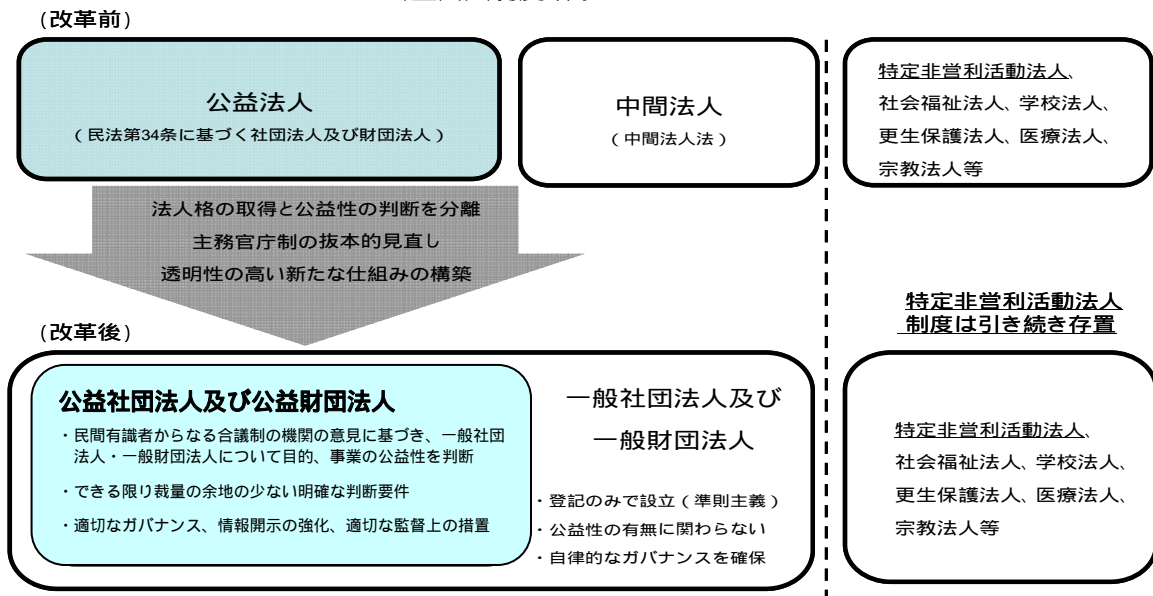 (改革前)
公益法人
(民法第34条に基づく社団法人及び財団法人)
中間法人
(中間法人法)
特定非営利活動法人、
社会福祉法人、学校法人、
更生保護法人、医療法人、
宗教法人等
法人格の取得と公益性の判断を分離
主務官庁制の抜本的見直し
透明性の高い新たな仕組みの構築
(改革後)
公益社団法人及び公益財団法人
・民間有識者からなる合議制の機関の意見に基づき、一般社団
法人・一般財団法人について目的、事業の公益性を判断
・できる限り裁量の余地の少ない明確な判断要件
・適切なガバナンス、情報開示の強化、適切な監督上の措置
一般社団法人及び
一般財団法人
・登記のみで設立(準則主義)
・公益性の有無に関わらない
・自律的なガバナンスを確保
特定非営利活動法人
制度は引き続き存置
特定非営利活動法人、
社会福祉法人、学校法人、
更生保護法人、医療法人、
宗教法人等